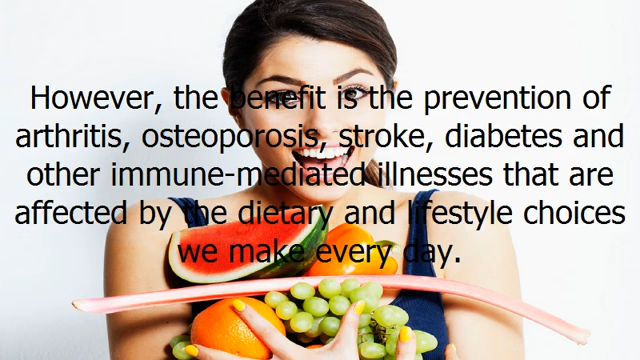 However, the benefit is the prevention of
arthritis, osteoporosis, stroke, diabetes and
other immune-mediated illnesses that are
affected by the dietary and lifestyle choices
we make every day.